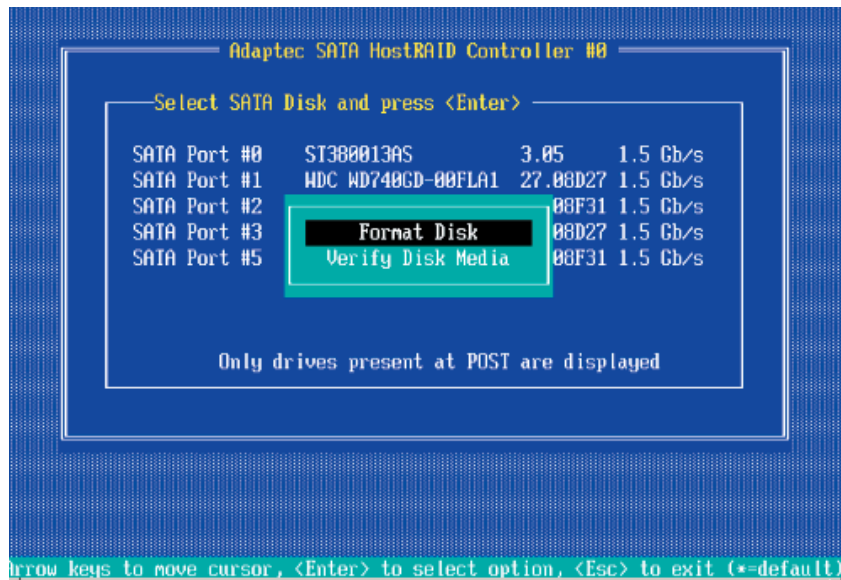 Adaptec SATA HostRAID Controller #0
Select SATA Disk and press <Enter>
SATA Port #0 ST380013AS 3.05 1.5 Gb/s
SATA Port #1 WDC WD740GD-00FLA1 27.08D27 1.5 Gb/s
SATA Port #2 08F31 1.5 Gb/s
SATA Port #3 Format Disk 08D27 1.5 Gb/s
SATA Port #5 Verify Disk Media 08F31 1.5 Gb/s
Only drives present at POST are displayed
Arrow keys to move cursor, <Enter> to select option, <Esc> to exit (*=default)